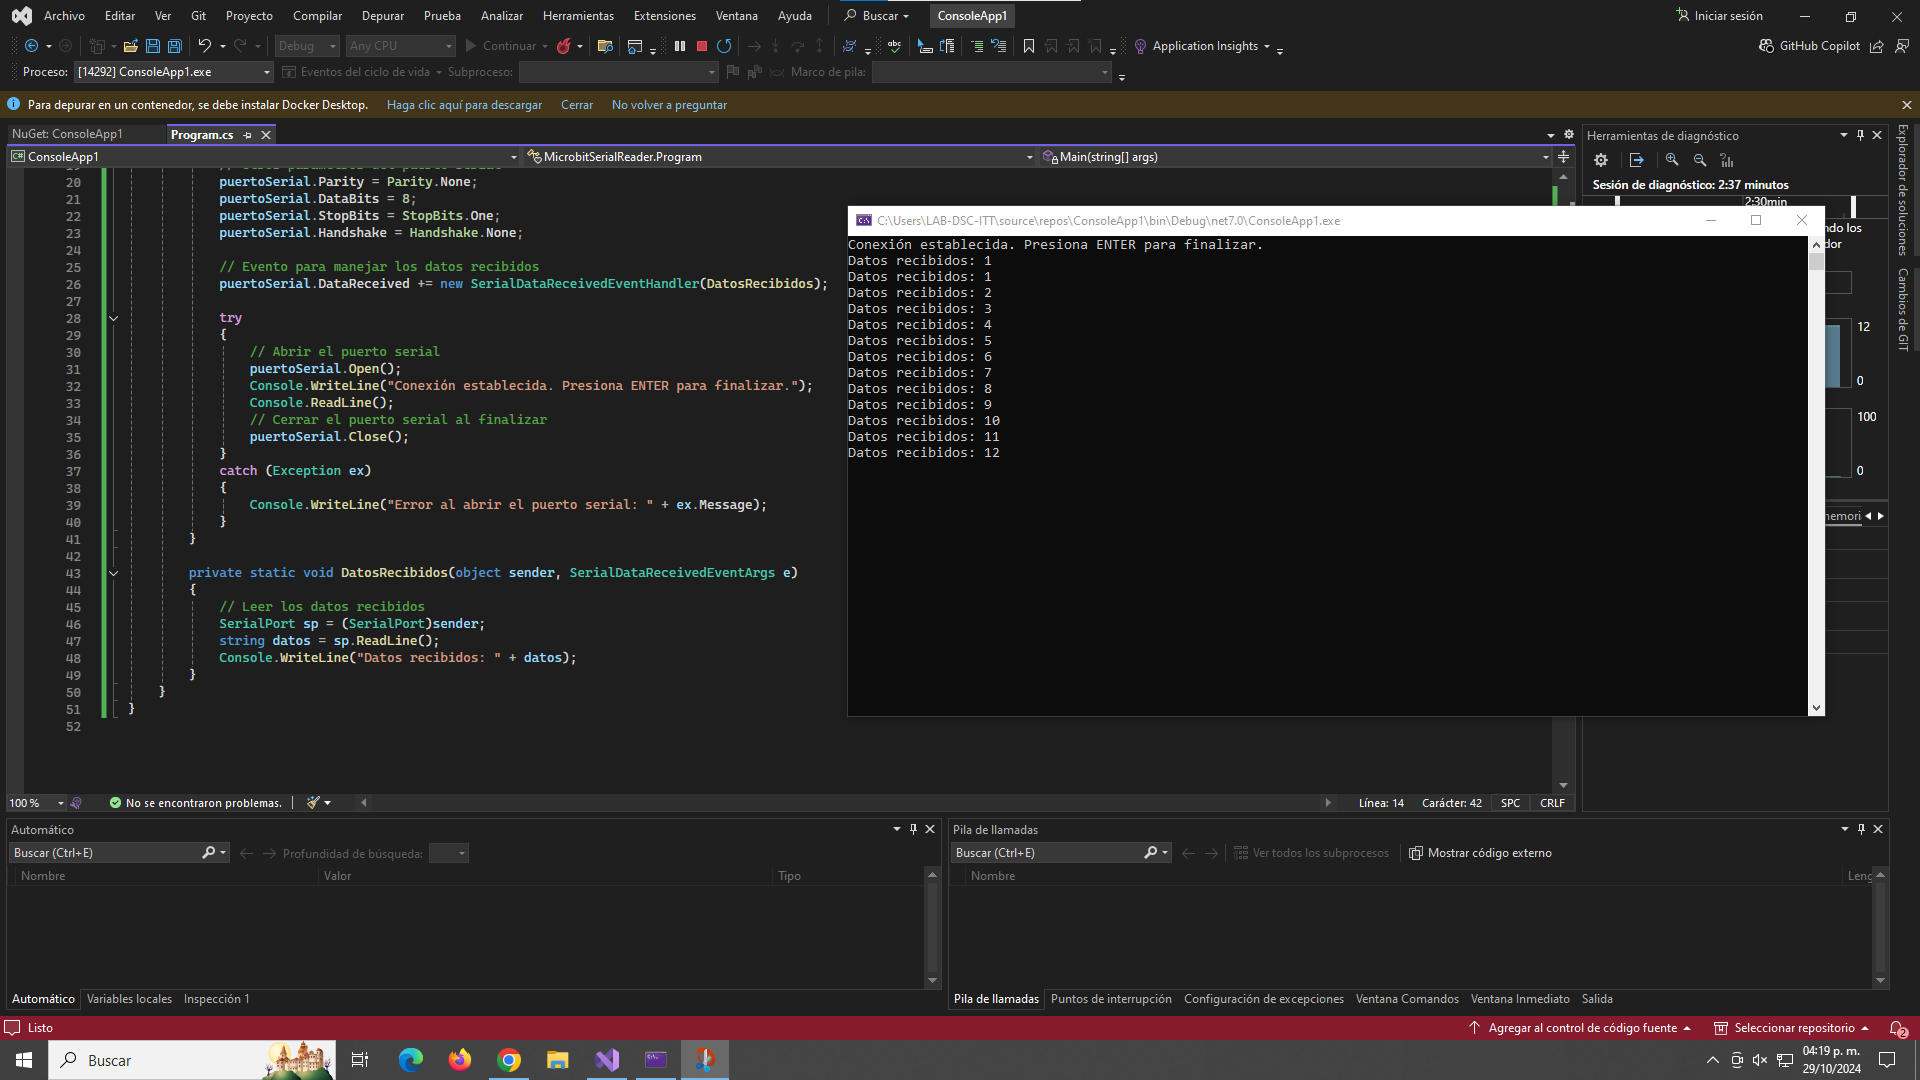 Archivo Editar Ver Git Proyecto Compilar Depurar Prueba Analizar Herramientas Extensiones Ventana Ayuda Buscar ConsoleApp1 Iniciar sesión
Debug Any CPU Continuar abc Application Insights GitHub Copilot
Proceso: [14292] ConsoleApp1.exe Eventos del ciclo de vida Subproceso: Marco de pila:
Para depurar en un contenedor, se debe instalar Docker Desktop. Haga clic aquí para descargar Cerrar No volver a preguntar
NuGet: ConsoleApp1 Program.cs
ConsoleApp1 MicrobitSerialReader.Program Main(string[] args)
20 puertoSerial.Parity = Parity.None;
21 puertoSerial.DataBits = 8;
22 puertoSerial.StopBits = StopBits.One;
23 puertoSerial.Handshake = Handshake.None;
24
25 // Evento para manejar los datos recibidos
26 puertoSerial.DataReceived += new SerialDataReceivedEventHandler(DatosRecibidos);
27
28 try
29 {
30 // Abrir el puerto serial
31 puertoSerial.Open();
32 Console.WriteLine("Conexión establecida. Presiona ENTER para finalizar.");
33 Console.ReadLine();
34 // Cerrar el puerto serial al finalizar
35 puertoSerial.Close();
36 }
37 catch (Exception ex)
38 {
39 Console.WriteLine("Error al abrir el puerto serial: " + ex.Message);
40 }
41 }
42
43 private static void DatosRecibidos(object sender, SerialDataReceivedEventArgs e)
44 {
45 // Leer los datos recibidos
46 SerialPort sp = (SerialPort)sender;
47 string datos = sp.ReadLine();
48 Console.WriteLine("Datos recibidos: " + datos);
49 }
50 }
51 }
52
C:\Users\LAB-DSC-ITT\source\repos\ConsoleApp1\bin\Debug\net7.0\ConsoleApp1.exe
Conexión establecida. Presiona ENTER para finalizar.
Datos recibidos: 1
Datos recibidos: 1
Datos recibidos: 2
Datos recibidos: 3
Datos recibidos: 4
Datos recibidos: 5
Datos recibidos: 6
Datos recibidos: 7
Datos recibidos: 8
Datos recibidos: 9
Datos recibidos: 10
Datos recibidos: 11
Datos recibidos: 12
Herramientas de diagnóstico
Sesión de diagnóstico: 2:37 minutos
2:30min
los
12
0
100
0
Explorador de soluciones
Cambios de GIT
100 % No se encontraron problemas. Línea: 14 Carácter: 42 SPC CRLF
Automático
Buscar (Ctrl+E) Profundidad de búsqueda:
Nombre Valor Tipo
Automático Variables locales Inspección 1
Pila de llamadas
Buscar (Ctrl+E) Ver todos los subprocesos Mostrar código externo
Nombre
Pila de llamadas Puntos de interrupción Configuración de excepciones Ventana Comandos Ventana Inmediato Salida
Listo Agregar al control de código fuente Seleccionar repositorio 2
Buscar
04:19 p. m.
29/10/2024